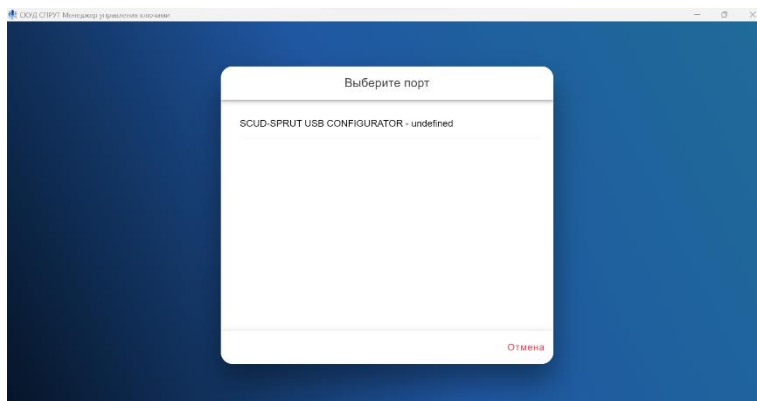 СКУД СПРУТ Менеджер управления ключами
Выберите порт
SCUD-SPRUT USB CONFIGURATOR - undefined
Отмена